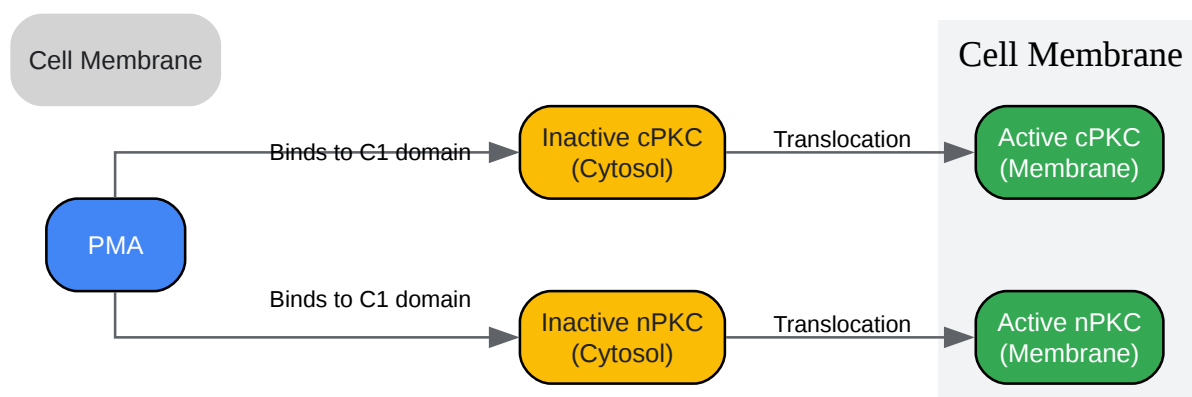 Cell Membrane
Cell Membrane
Binds to C1 domain
Inactive cPKC
(Cytosol)
Translocation
Active cPKC
(Membrane)
PMA
Binds to C1 domain
Inactive nPKC
(Cytosol)
Translocation
Active nPKC
(Membrane)